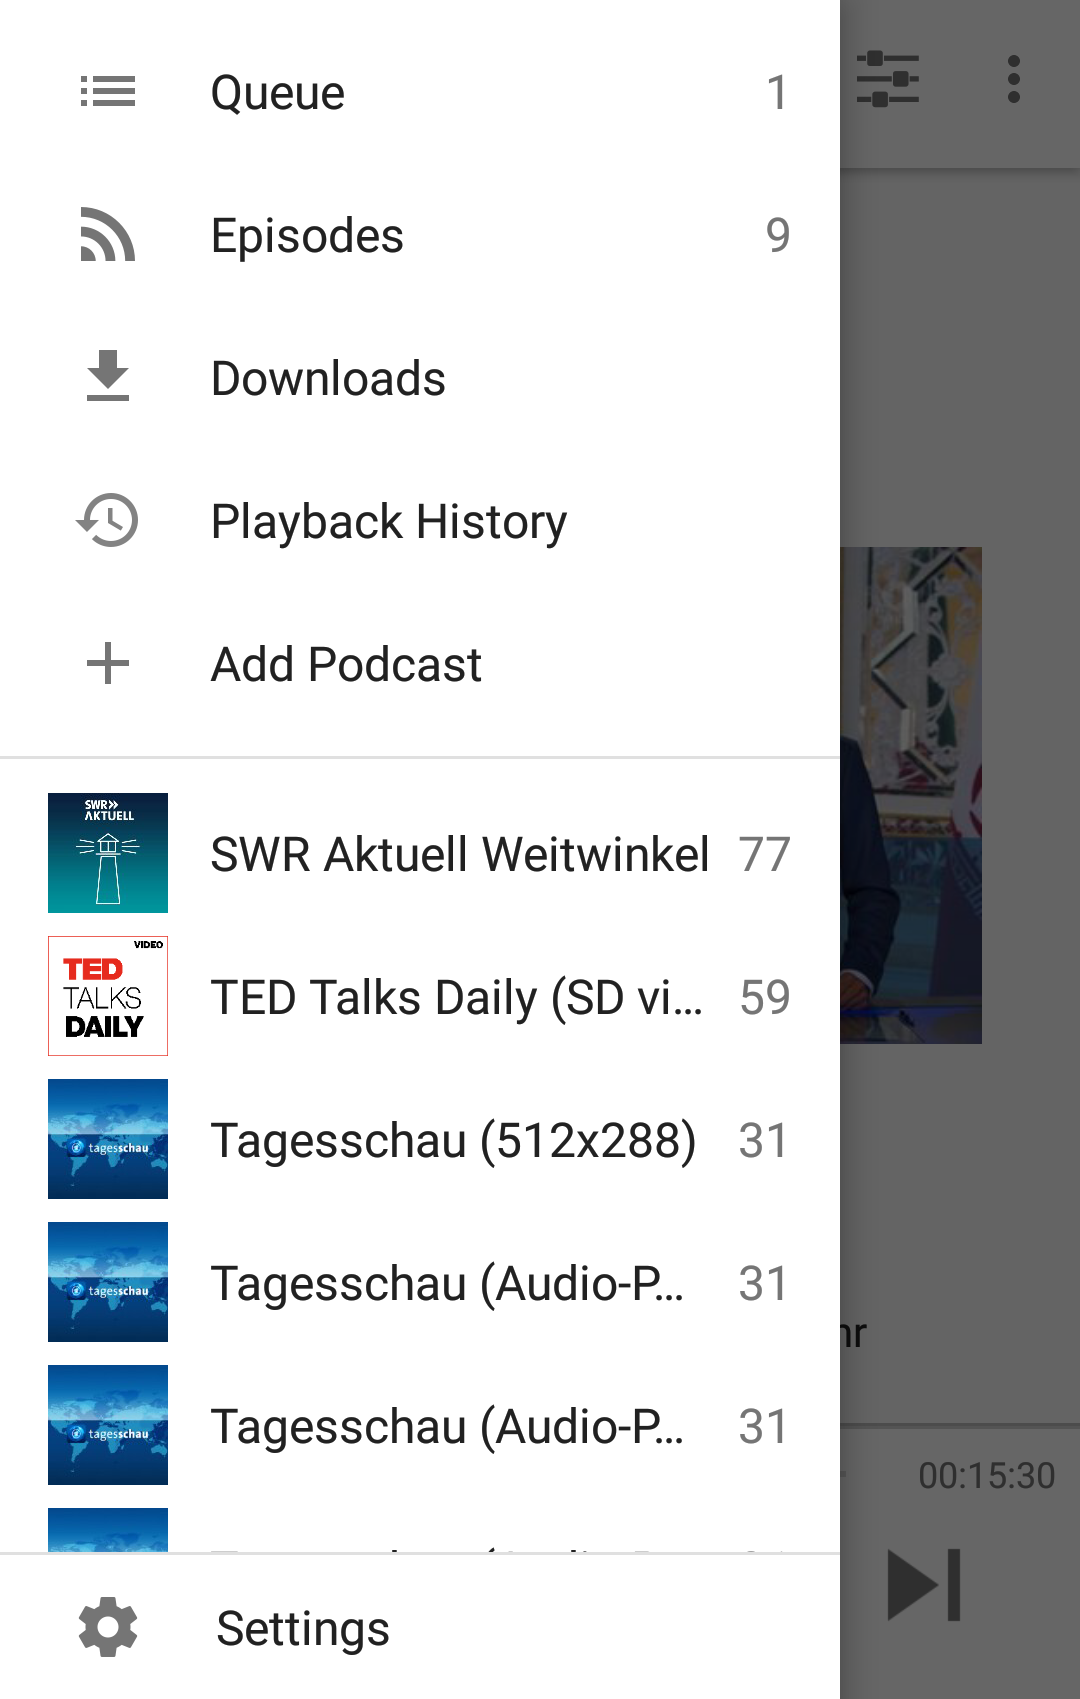 Queue 1
Episodes 9
Downloads
Playback History
Add Podcast
SWR»
AKTUELL
SWR Aktuell Weitwinkel 77
VIDEO
TED
TALKS
DAILY
TED Talks Daily (SD vi… 59
tagesschau
Tagesschau (512x288) 31
tagesschau
Tagesschau (Audio-P… 31
tagesschau
Tagesschau (Audio-P… 31
hr
00:15:30
Settings